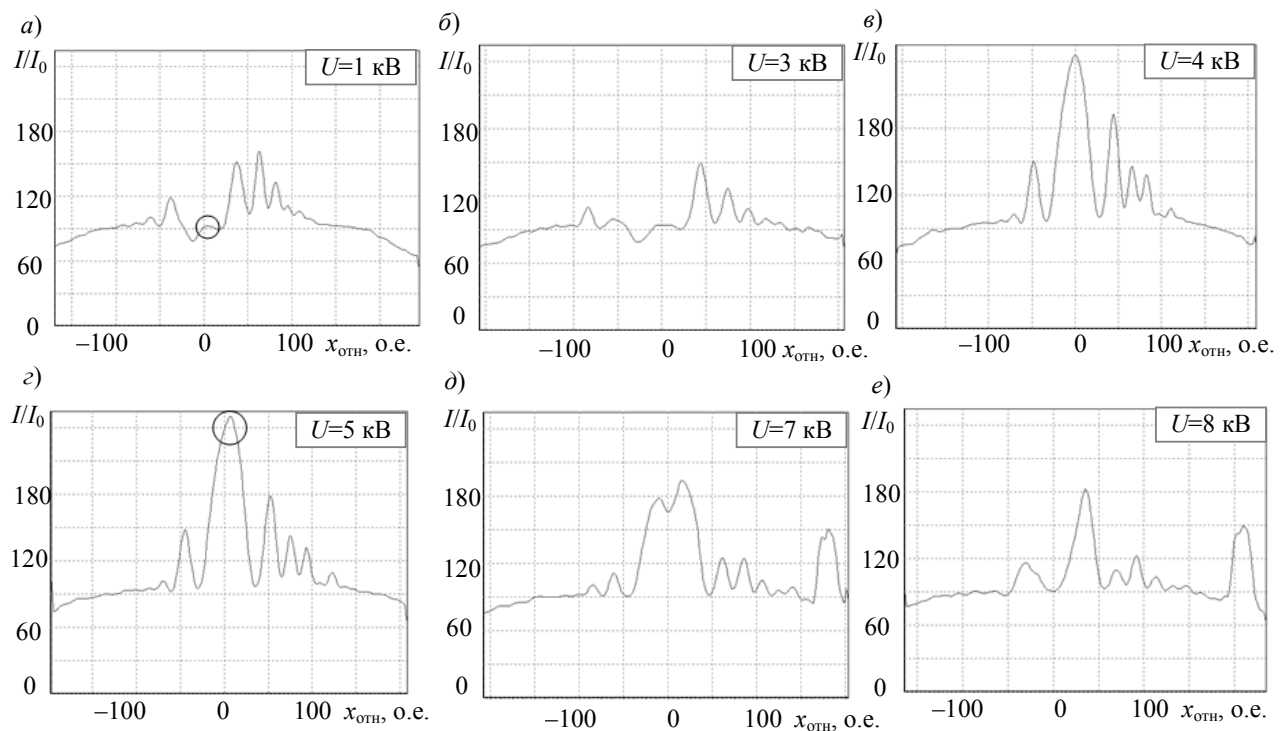 а)
I/I₀
U=1 кВ
180
120
60
0
−100 0 100 xотн, о.е.
б)
I/I₀
U=3 кВ
180
120
60
0
−100 0 100 xотн, о.е.
в)
I/I₀
U=4 кВ
180
120
60
0
−100 0 100 xотн, о.е.
г)
I/I₀
U=5 кВ
180
120
60
0
−100 0 100 xотн, о.е.
д)
I/I₀
U=7 кВ
180
120
60
0
−100 0 100 xотн, о.е.
е)
I/I₀
U=8 кВ
180
120
60
0
−100 0 100 xотн, о.е.